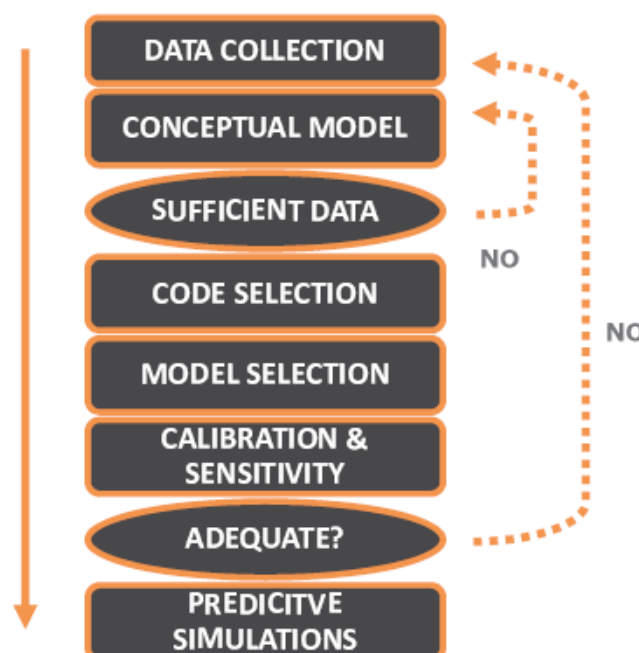 DATA COLLECTION
CONCEPTUAL MODEL
SUFFICIENT DATA
NO
CODE SELECTION
NO
MODEL SELECTION
CALIBRATION &
SENSITIVITY
ADEQUATE?
PREDICITVE
SIMULATIONS